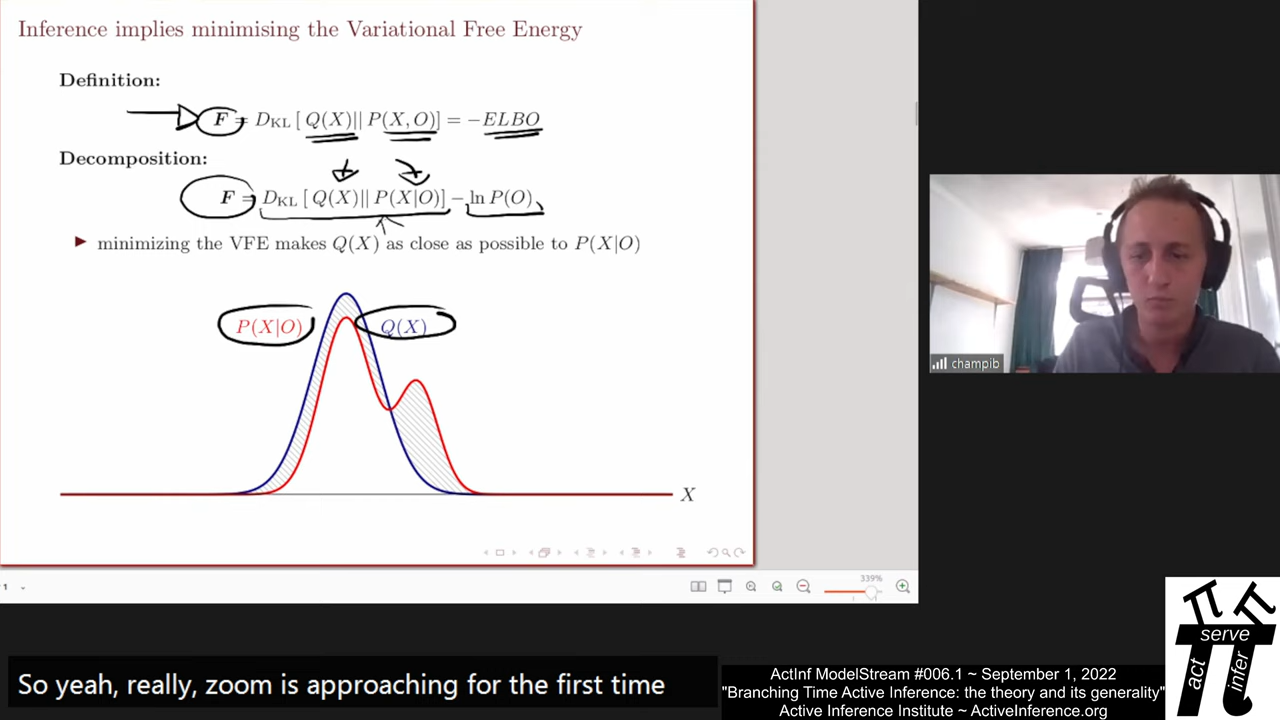 Inference implies minimising the Variational Free Energy
Definition:
F = D_KL [ Q(X)|| P(X, O)] = −ELBO
Decomposition:
F = D_KL [ Q(X)|| P(X|O)] − ln P(O)
▶ minimizing the VFE makes Q(X) as close as possible to P(X|O)
P(X|O) Q(X)
X
1
339%
champib
So yeah, really, zoom is approaching for the first time
ActInf ModelStream #006.1 ~ September 1, 2022
"Branching Time Active Inference: the theory and its generality"
Active Inference Institute ~ ActiveInference.org
π π
serve
act
infer